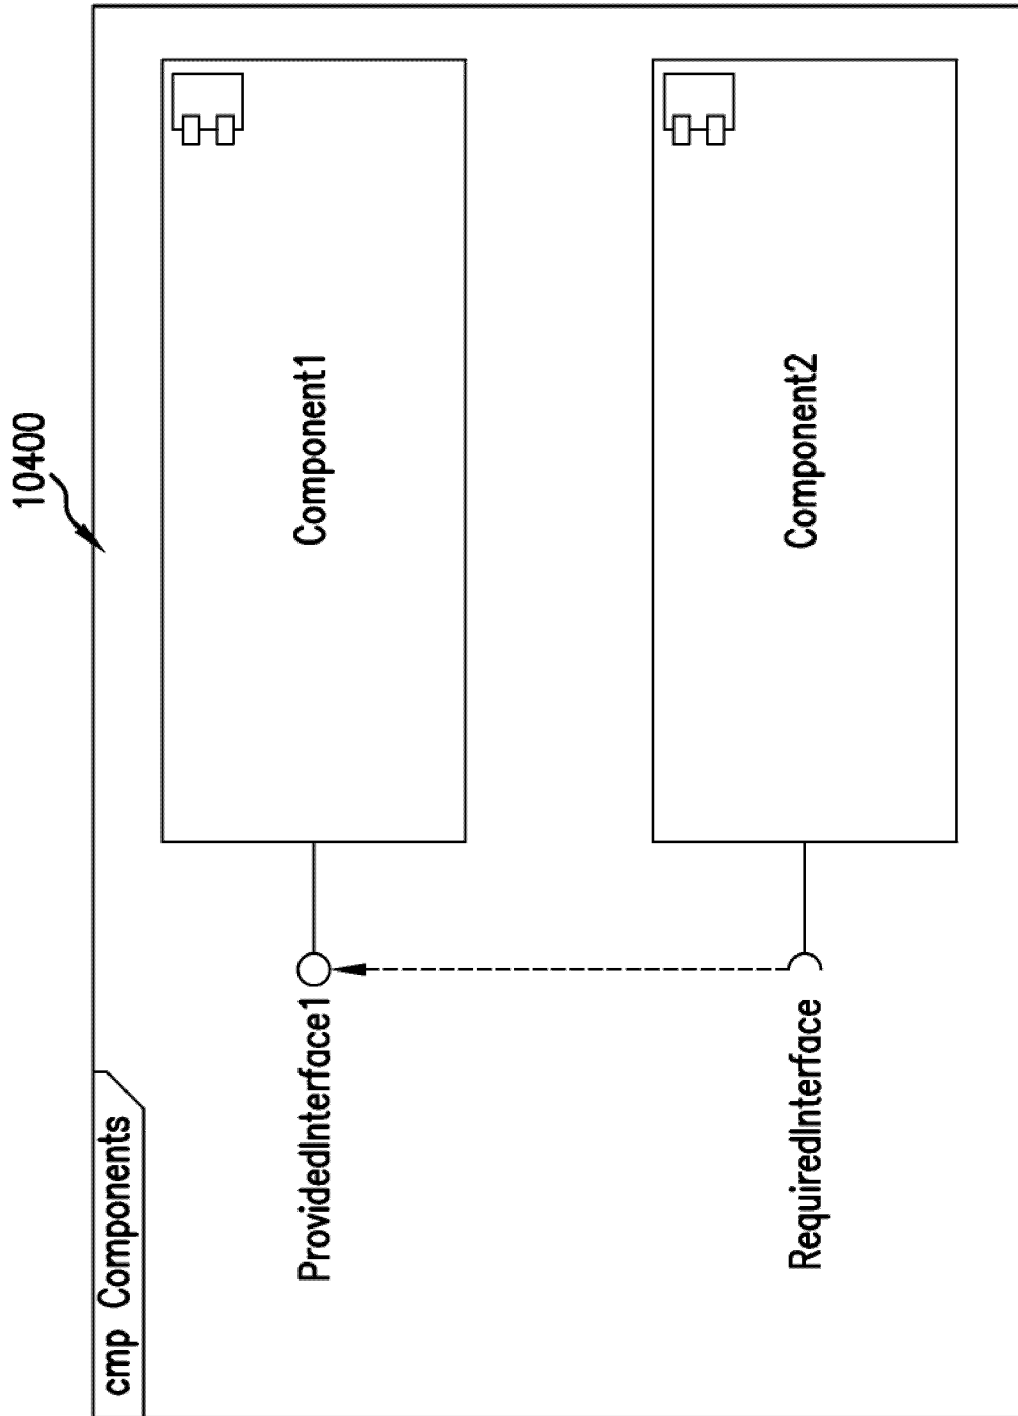 10400
cmp Components
ProvidedInterface1
Component1
RequiredInterface
Component2